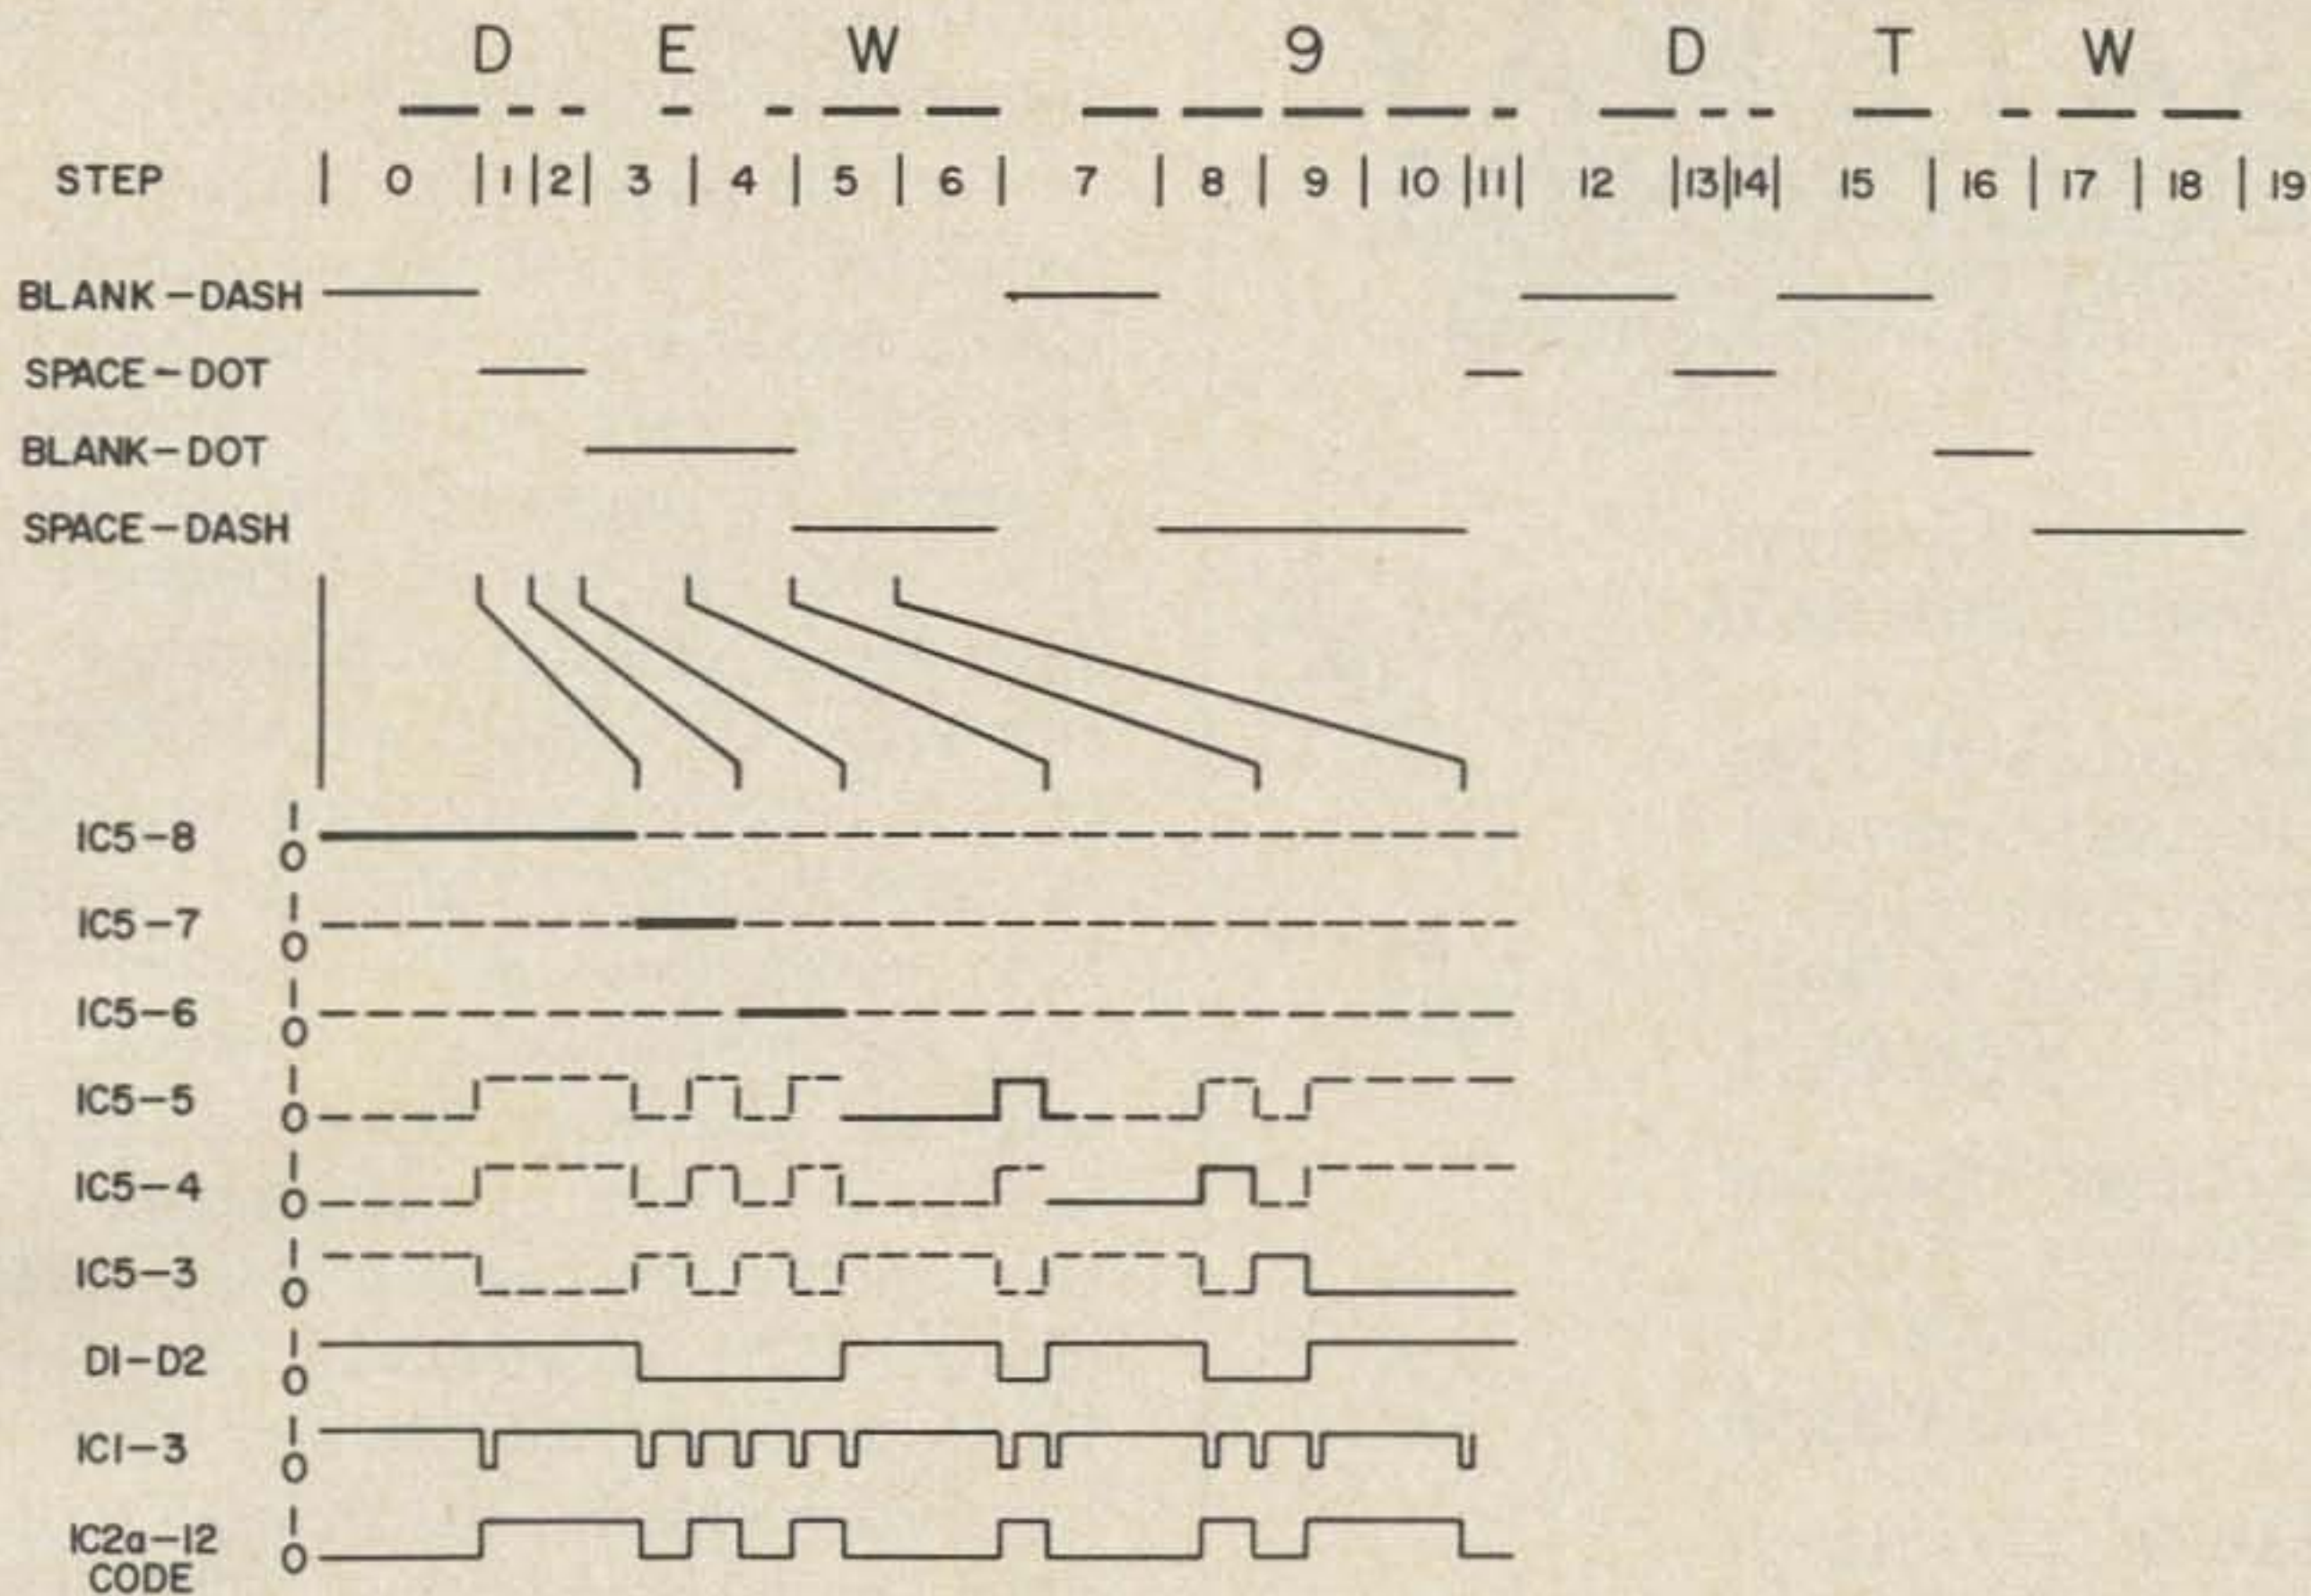 D E W 9 D T W
STEP | 0 | 1 | 2 | 3 | 4 | 5 | 6 | 7 | 8 | 9 | 10 | 11 | 12 | 13 | 14 | 15 | 16 | 17 | 18 | 19
BLANK-DASH
SPACE-DOT
BLANK-DOT
SPACE-DASH
IC5-8 1
0
IC5-7 1
0
IC5-6 1
0
IC5-5 1
0
IC5-4 1
0
IC5-3 1
0
D1-D2 1
0
IC1-3 1
0
IC2a-12 1
0
CODE